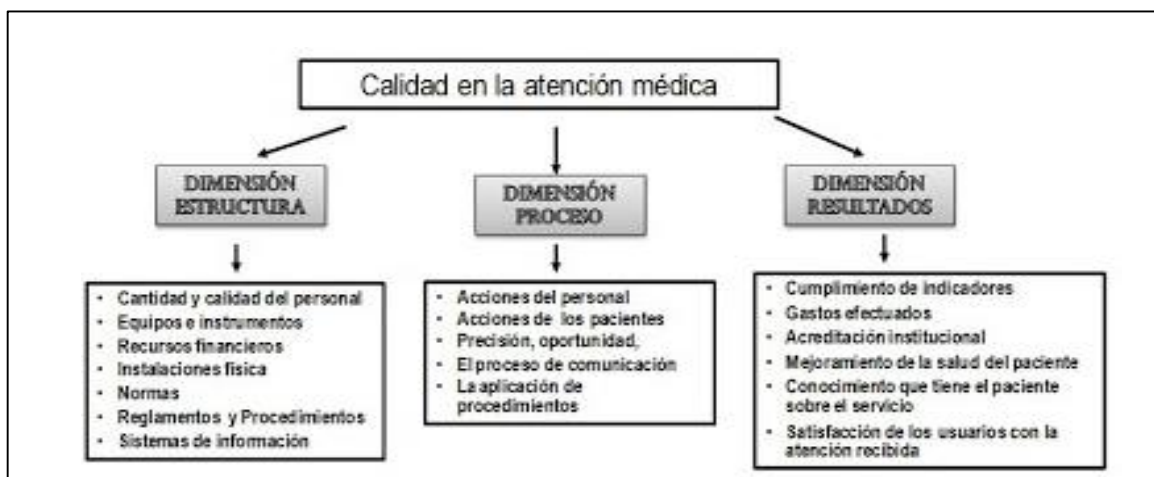 Calidad en la atención médica
DIMENSIÓN
ESTRUCTURA
• Cantidad y calidad del personal
• Equipos e instrumentos
• Recursos financieros
• Instalaciones física
• Normas
• Reglamentos y Procedimientos
• Sistemas de información
DIMENSIÓN
PROCESO
• Acciones del personal
• Acciones de los pacientes
• Precisión, oportunidad,
• El proceso de comunicación
• La aplicación de
procedimientos
DIMENSIÓN
RESULTADOS
• Cumplimiento de indicadores
• Gastos efectuados
• Acreditación institucional
• Mejoramiento de la salud del paciente
• Conocimiento que tiene el paciente
sobre el servicio
• Satisfacción de los usuarios con la
atención recibida